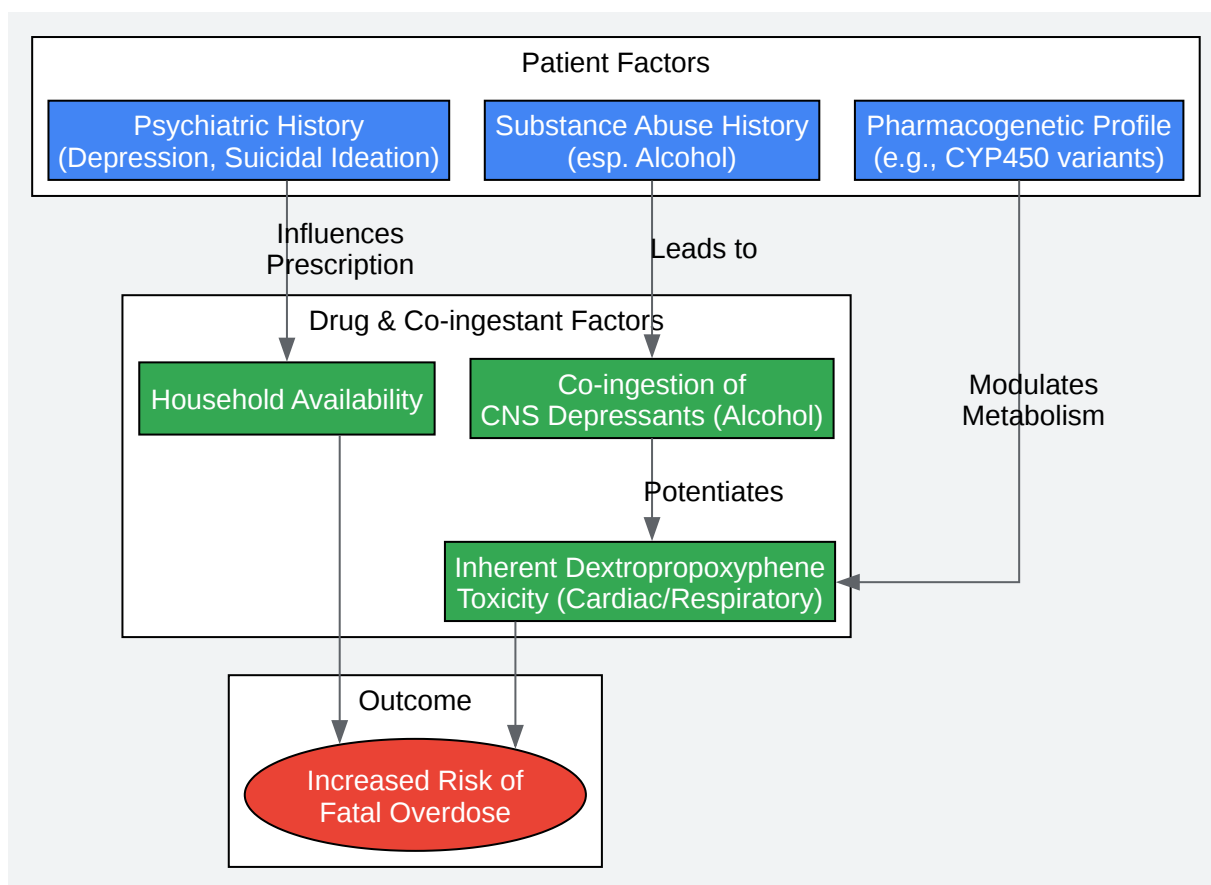 Patient Factors
Psychiatric History
(Depression, Suicidal Ideation)
Substance Abuse History
(esp. Alcohol)
Pharmacogenetic Profile
(e.g., CYP450 variants)
Influences
Prescription
Leads to
Drug & Co-ingestant Factors
Household Availability
Co-ingestion of
CNS Depressants (Alcohol)
Modulates
Metabolism
Potentiates
Inherent Dextropropoxyphene
Toxicity (Cardiac/Respiratory)
Outcome
Increased Risk of
Fatal Overdose